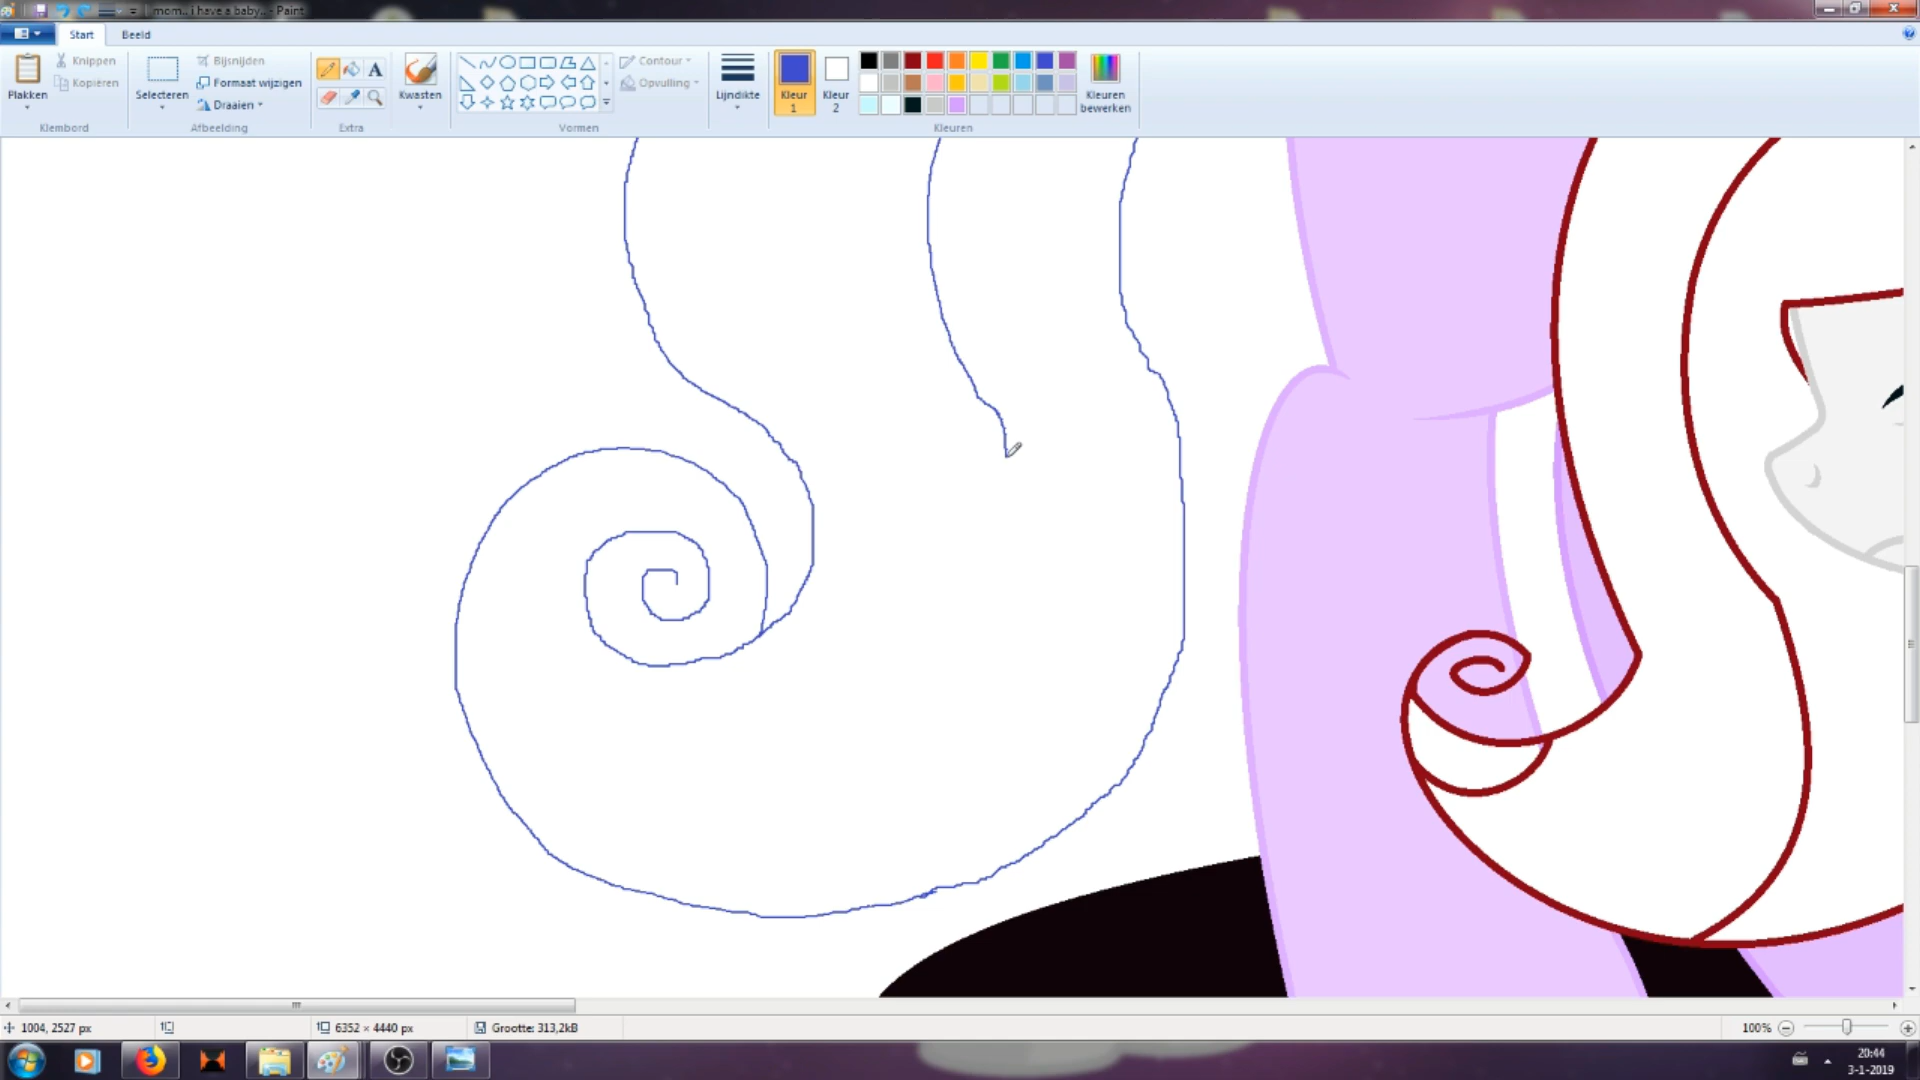 mom.. i have a baby.. - Paint
Start
Beeld
Plakken
Knippen
Kopiëren
Klembord
Selecteren
Bijsnijden
Formaat wijzigen
Draaien
Afbeelding
A
Extra
Kwasten
Vormen
Contour
Opvulling
Lijndikte
Kleur 1
Kleur 2
Kleuren bewerken
Kleuren
1004, 2527 px
6352 × 4440 px
Grootte: 313,2kB
100%
20:44
3-1-2019